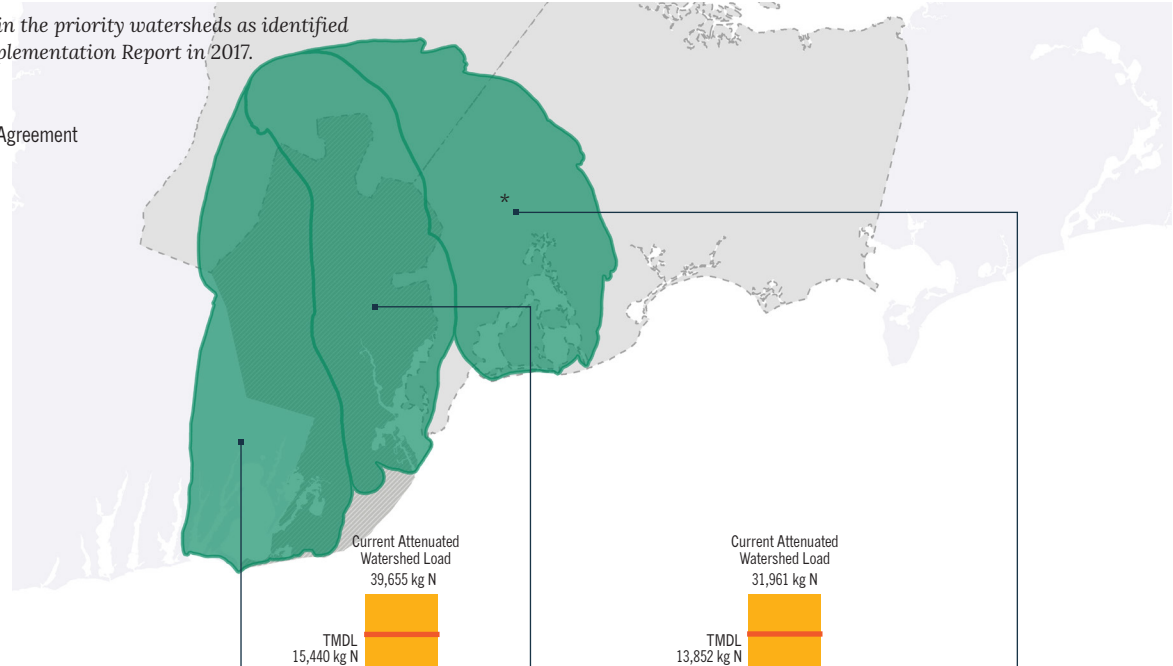 in the priority watersheds as identified
plementation Report in 2017.
Agreement
*
Current Attenuated
Watershed Load
39,655 kg N
TMDL
15,440 kg N
Current Attenuated
Watershed Load
31,961 kg N
TMDL
13,852 kg N